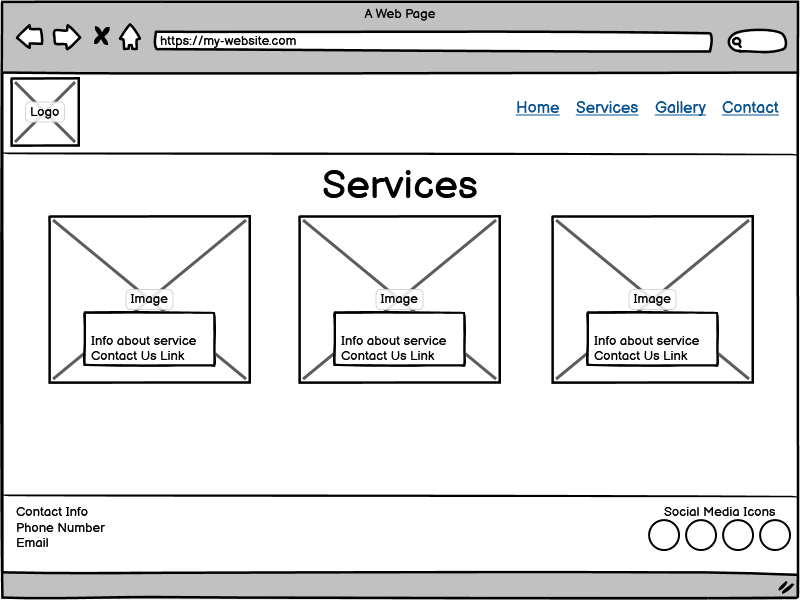 A Web Page
https://my-website.com
Logo
Home Services Gallery Contact
Services
Image
Info about service
Contact Us Link
Image
Info about service
Contact Us Link
Image
Info about service
Contact Us Link
Contact Info
Phone Number
Email
Social Media Icons